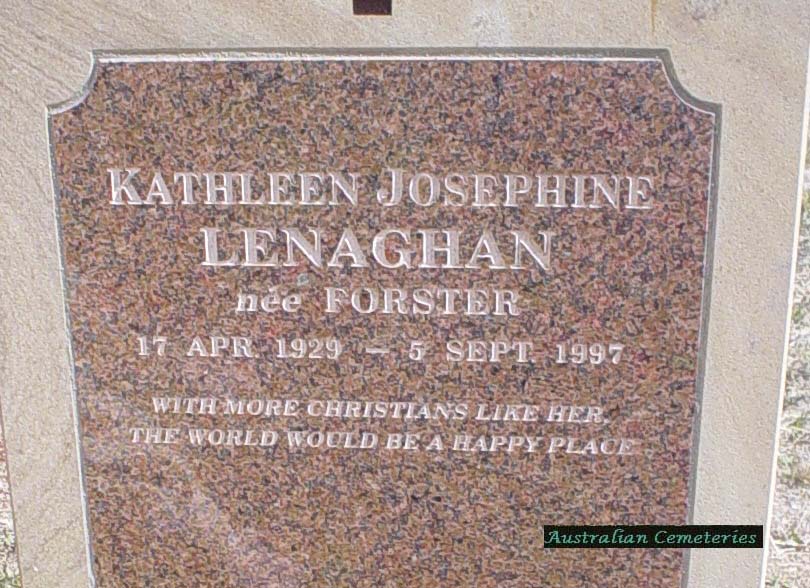 KATHLEEN JOSEPHINE
LENAGHAN
née FORSTER
17 APR. 1929 — 5 SEPT. 1997
WITH MORE CHRISTIANS LIKE HER,
THE WORLD WOULD BE A HAPPY PLACE
Australian Cemeteries